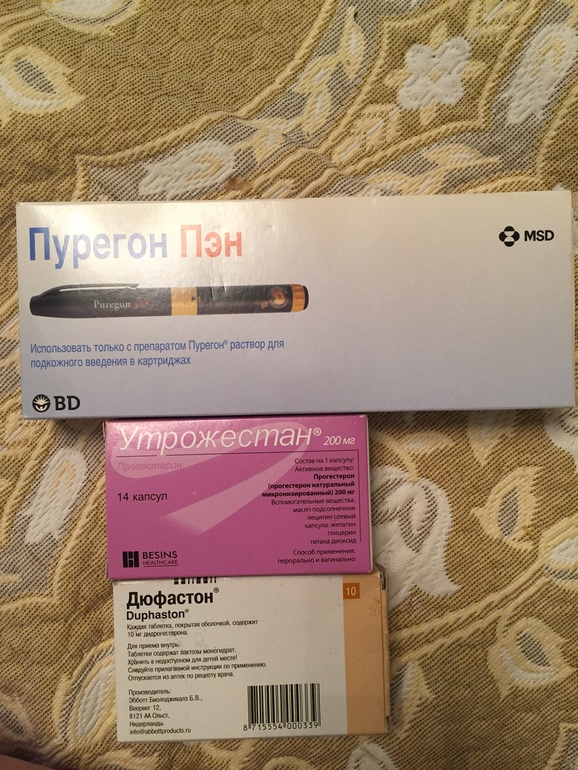 Пурегон Пэн
MSD
Puregon
Использовать только с препаратом Пурегон® раствор для
подкожного введения в картриджах
BD
Утрожестан® 200 мг
Прогестерон
Состав на 1 капсулу:
Активное вещество:
Прогестерон
(прогестерон натуральный
микронизированный) 200 мг
Вспомогательные вещества:
масло подсолнечное
лецитин соевый
капсула: желатин
глицерин
титана диоксид
Способ применения:
перорально и вагинально
14 капсул
BESINS
HEALTHCARE
Дюфастон®
10
Duphaston®
Каждая таблетка, покрытая оболочкой, содержит
10 мг дидрогестерона.
Для приема внутрь.
Таблетки содержат лактозы моногидрат.
Хранить в недоступном для детей месте!
Следуйте прилагаемой инструкции по применению.
Отпускается из аптек по рецепту врача.
Производитель:
Эбботт Биолоджикалз Б.В.,
Веервег 12,
8121 АА Ольст,
Нидерланды.
info@abbottproducts.ru
8 715554 000339